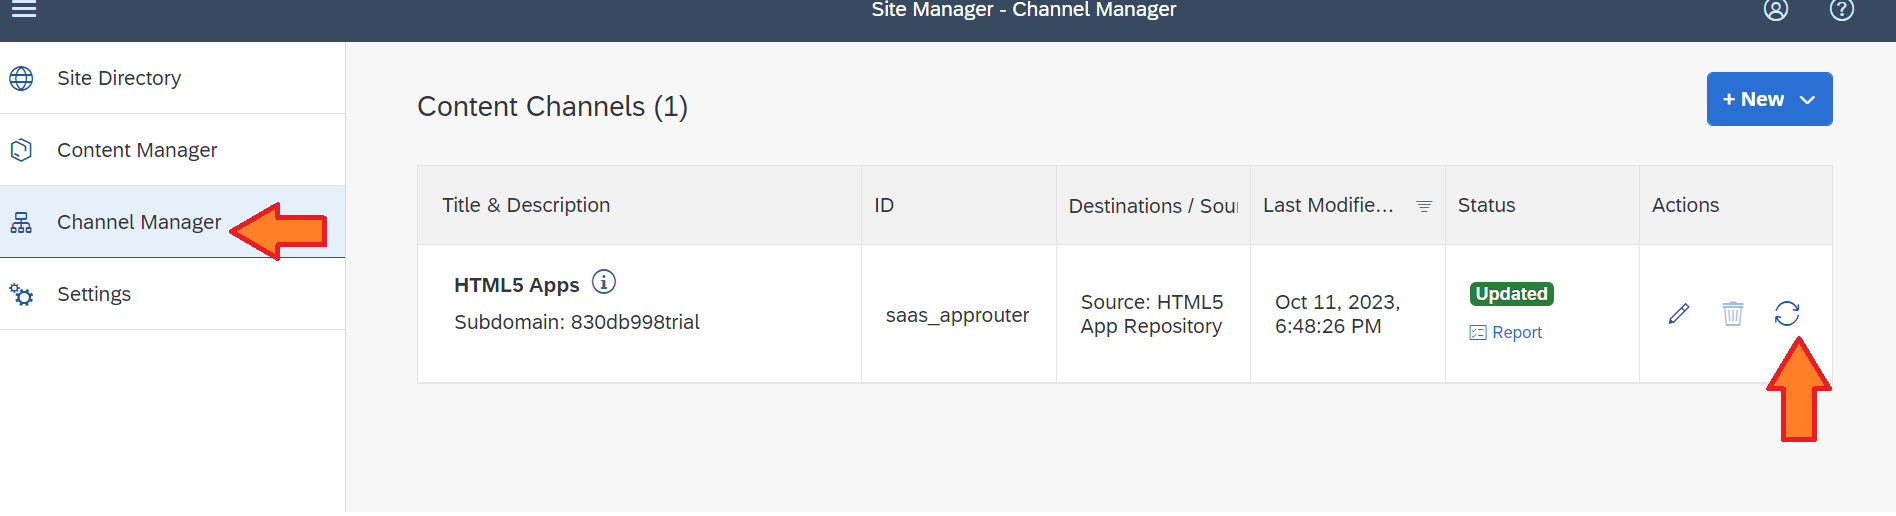 Site Manager - Channel Manager
Site Directory
Content Manager
Channel Manager
Settings
Content Channels (1)
+ New
Title & Description
ID
Destinations / Sour
Last Modifie...
Status
Actions
HTML5 Apps
Subdomain: 830db998trial
saas_approuter
Source: HTML5
App Repository
Oct 11, 2023,
6:48:26 PM
Updated
Report